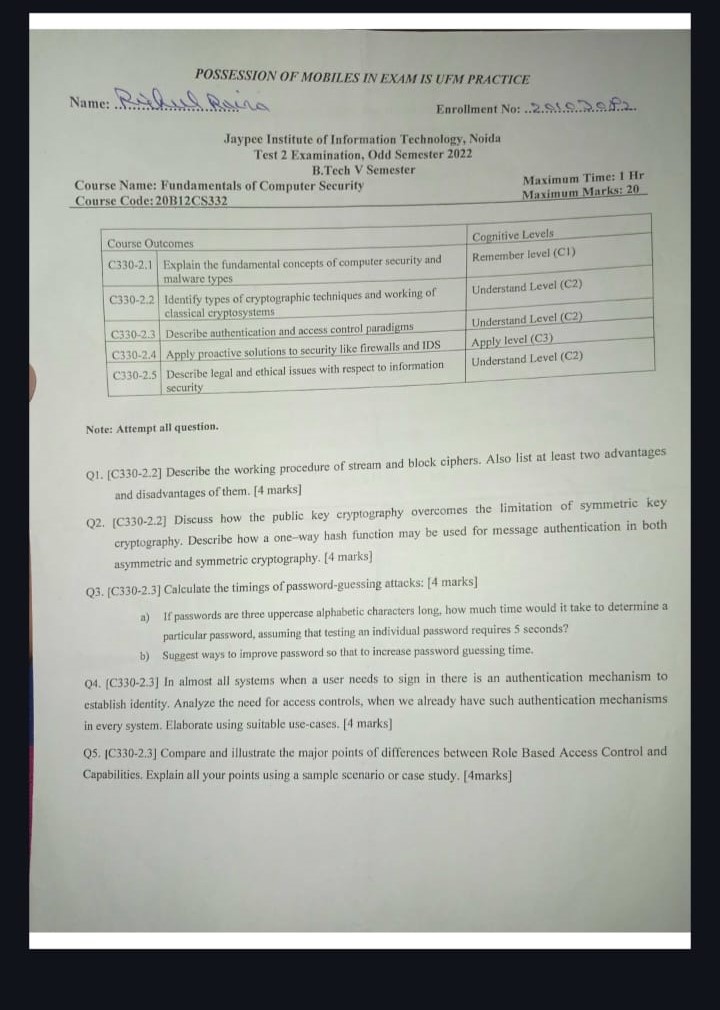 POSSESSION OF MOBILES IN EXAM IS UFM PRACTICE
Name: Raina
Enrollment No:
Jaypee Institute of Information Technology, Noida
Test 2 Examination, Odd Semester 2022
B.Tech V Semester
Course Name: Fundamentals of Computer Security
Maximum Time: 1 Hr
Course Code: 20B12CS332
Maximum Marks: 20
Course Outcomes
Cognitive Levels
C330-2.1 Explain the fundamental concepts of computer security and
malware types
Remember level (C1)
C330-2.2 Identify types of cryptographic techniques and working of
classical cryptosystems
Understand Level (C2)
C330-2.3 Describe authentication and access control paradigms
Understand Level (C2)
C330-2.4 Apply proactive solutions to security like firewalls and IDS
Apply level (C3)
C330-2.5 Describe legal and ethical issues with respect to information
security
Understand Level (C2)
Note: Attempt all question.
Q1. [C330-2.2] Describe the working procedure of stream and block ciphers. Also list at least two advantages
and disadvantages of them. [4 marks]
Q2. [C330-2.2] Discuss how the public key cryptography overcomes the limitation of symmetric key
cryptography. Describe how a one–way hash function may be used for message authentication in both
asymmetric and symmetric cryptography. [4 marks]
Q3. [C330-2.3] Calculate the timings of password-guessing attacks: [4 marks]
a) If passwords are three uppercase alphabetic characters long, how much time would it take to determine a
particular password, assuming that testing an individual password requires 5 seconds?
b) Suggest ways to improve password so that to increase password guessing time.
Q4. [C330-2.3] In almost all systems when a user needs to sign in there is an authentication mechanism to
establish identity. Analyze the need for access controls, when we already have such authentication mechanisms
in every system. Elaborate using suitable use-cases. [4 marks]
Q5. [C330-2.3] Compare and illustrate the major points of differences between Role Based Access Control and
Capabilities. Explain all your points using a sample scenario or case study. [4marks]